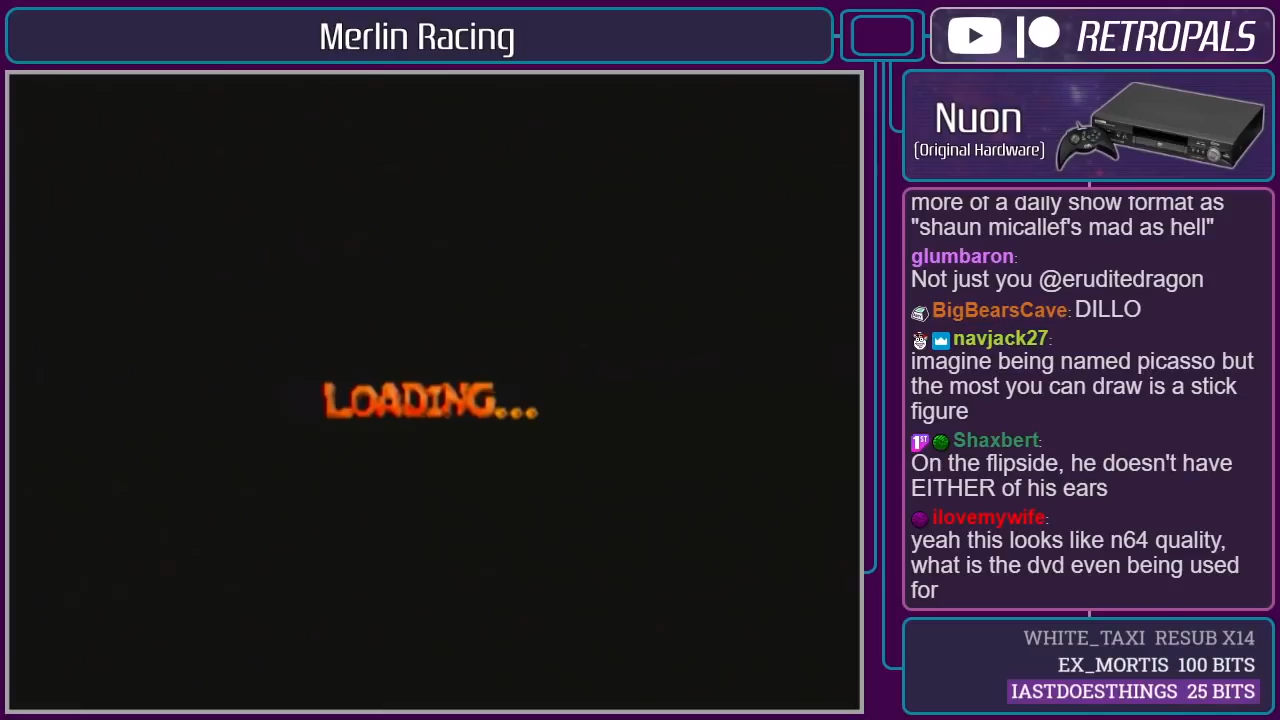 Merlin Racing
RETROPALS
Nuon
(Original Hardware)
more of a daily show format as
"shaun micallef's mad as hell"
glumbaron:
Not just you @eruditedragon
BigBearsCave: DILLO
navjack27:
imagine being named picasso but
the most you can draw is a stick
figure
1ST Shaxbert:
On the flipside, he doesn't have
EITHER of his ears
ilovemywife:
yeah this looks like n64 quality,
what is the dvd even being used
for
LOADING...
WHITE_TAXI RESUB X14
EX_MORTIS 100 BITS
IASTDOESTHINGS 25 BITS